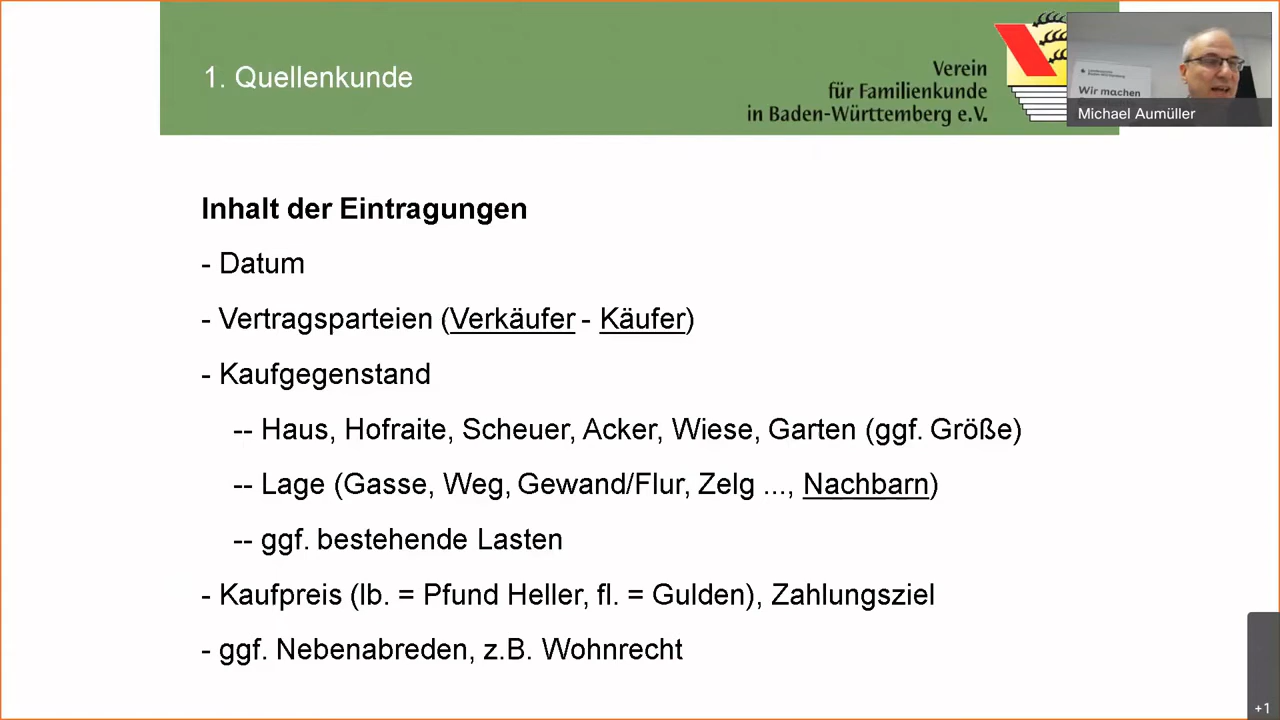 1. Quellenkunde
Verein
für Familienkunde
in Baden-Württemberg e.V.
Wir machen
Michael Aumüller
Inhalt der Eintragungen
- Datum
- Vertragsparteien (Verkäufer - Käufer)
- Kaufgegenstand
-- Haus, Hofraite, Scheuer, Acker, Wiese, Garten (ggf. Größe)
-- Lage (Gasse, Weg, Gewand/Flur, Zelg ..., Nachbarn)
-- ggf. bestehende Lasten
- Kaufpreis (lb. = Pfund Heller, fl. = Gulden), Zahlungsziel
- ggf. Nebenabreden, z.B. Wohnrecht
+1